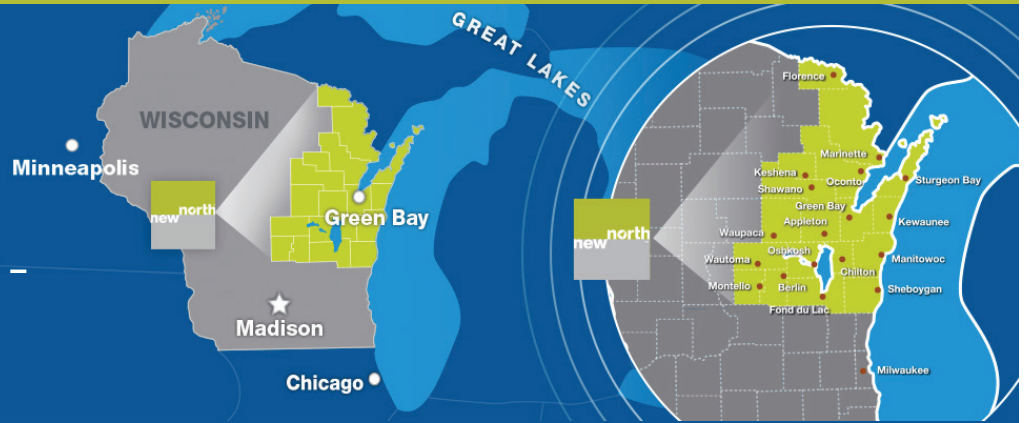 GREAT LAKES
WISCONSIN
Minneapolis
new north
Green Bay
Madison
Chicago
Florence
Marinette
Keshena
Oconto
Shawano
Sturgeon Bay
Green Bay
Appleton
Kewaunee
Waupaca
new north
Oshkosh
Wautoma
Manitowoc
Chilton
Montello
Berlin
Sheboygan
Fond du Lac
Milwaukee